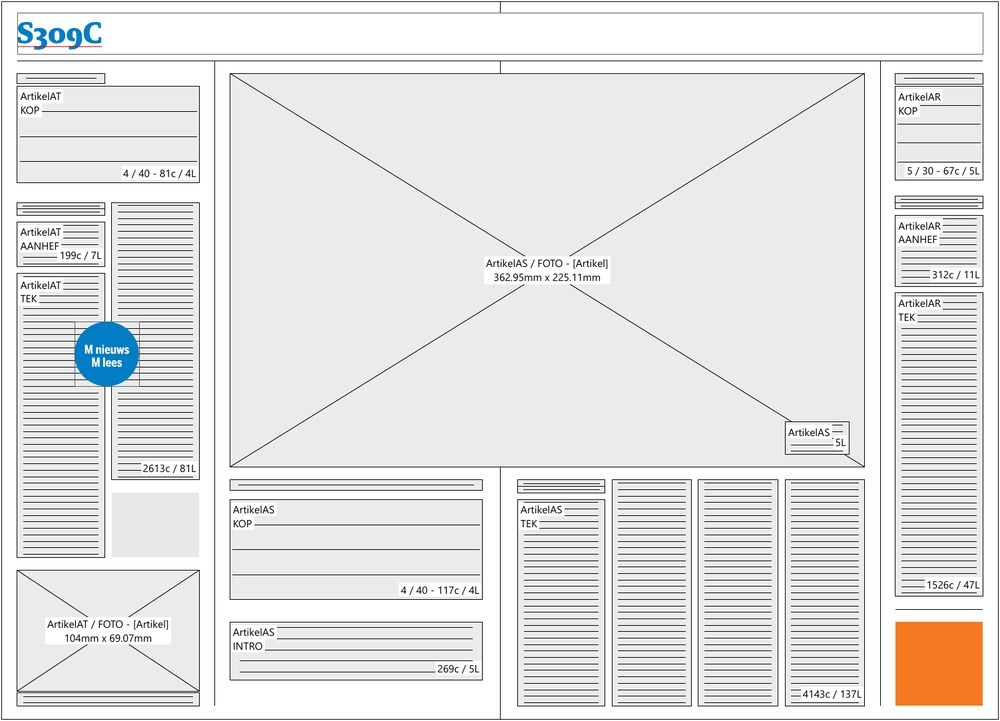 S309C
ArtikelAT
KOP
4 / 40 - 81c / 4L
ArtikelAT
AANHEF
199c / 7L
ArtikelAT
TEK
M nieuws
M lees
2613c / 81L
ArtikelAT / FOTO - [Artikel]
104mm x 69.07mm
ArtikelAS / FOTO - [Artikel]
362.95mm x 225.11mm
ArtikelAS
5L
ArtikelAS
KOP
4 / 40 - 117c / 4L
ArtikelAS
INTRO
269c / 5L
ArtikelAS
TEK
4143c / 137L
ArtikelAR
KOP
5 / 30 - 67c / 5L
ArtikelAR
AANHEF
312c / 11L
ArtikelAR
TEK
1526c / 47L